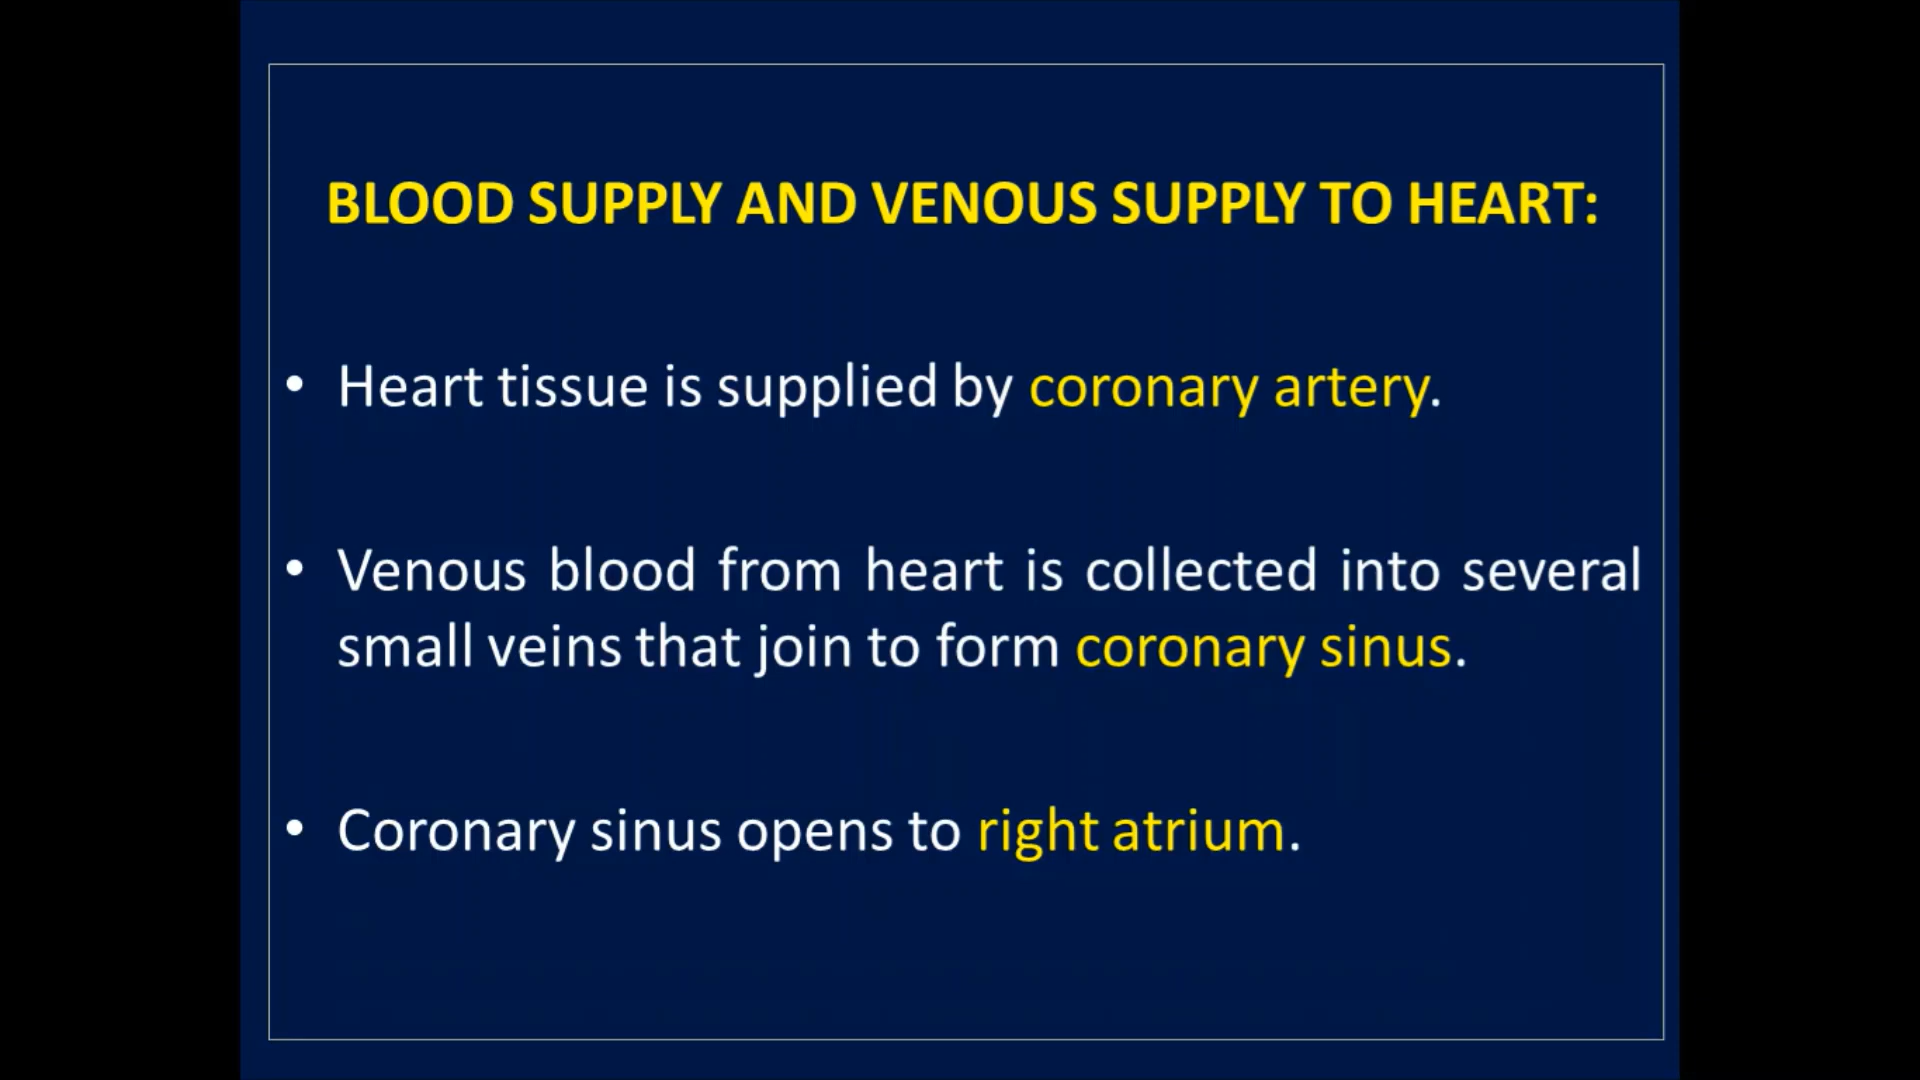 BLOOD SUPPLY AND VENOUS SUPPLY TO HEART:
• Heart tissue is supplied by coronary artery.
• Venous blood from heart is collected into several
small veins that join to form coronary sinus.
• Coronary sinus opens to right atrium.